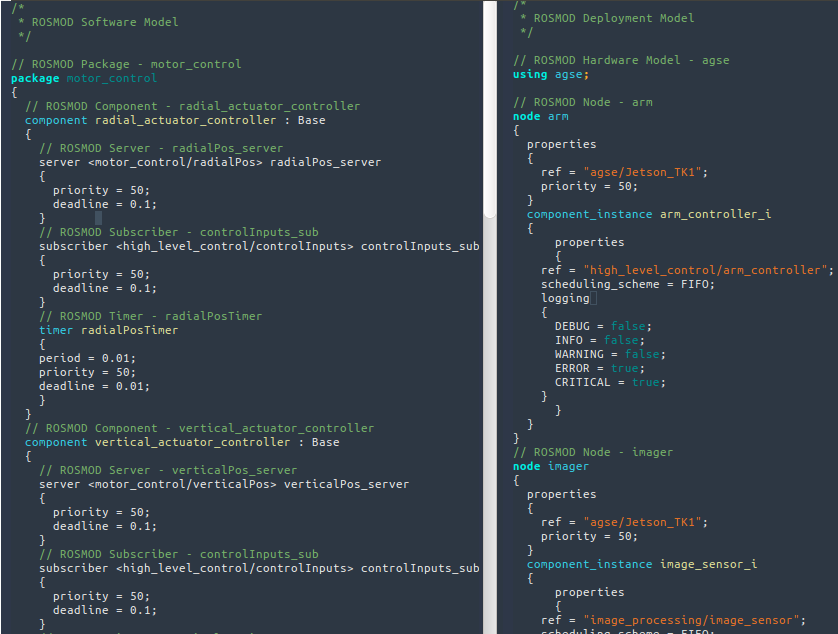 /*
 * ROSMOD Software Model
 */

// ROSMOD Package - motor_control
package motor_control
{
  // ROSMOD Component - radial_actuator_controller
  component radial_actuator_controller : Base
  {
    // ROSMOD Server - radialPos_server
    server <motor_control/radialPos> radialPos_server
    {
      priority = 50;
      deadline = 0.1;
    }
    // ROSMOD Subscriber - controlInputs_sub
    subscriber <high_level_control/controlInputs> controlInputs_sub
    {
      priority = 50;
      deadline = 0.1;
    }
    // ROSMOD Timer - radialPosTimer
    timer radialPosTimer
    {
    period = 0.01;
    priority = 50;
    deadline = 0.01;
    }
  }
  // ROSMOD Component - vertical_actuator_controller
  component vertical_actuator_controller : Base
  {
    // ROSMOD Server - verticalPos_server
    server <motor_control/verticalPos> verticalPos_server
    {
      priority = 50;
      deadline = 0.1;
    }
    // ROSMOD Subscriber - controlInputs_sub
    subscriber <high_level_control/controlInputs> controlInputs_sub
    {
      priority = 50;
      deadline = 0.1;
    }
/*
 * ROSMOD Deployment Model
 */

// ROSMOD Hardware Model - agse
using agse;

// ROSMOD Node - arm
node arm
{
  properties
  {
    ref = "agse/Jetson_TK1";
    priority = 50;
  }
  component_instance arm_controller_i
  {
      properties
      {
    ref = "high_level_control/arm_controller";
    scheduling_scheme = FIFO;
    logging
    {
      DEBUG = false;
      INFO = false;
      WARNING = false;
      ERROR = true;
      CRITICAL = true;
    }
      }
  }
}
// ROSMOD Node - imager
node imager
{
  properties
  {
    ref = "agse/Jetson_TK1";
    priority = 50;
  }
  component_instance image_sensor_i
  {
      properties
      {
    ref = "image_processing/image_sensor";
    scheduling_scheme = FIFO;